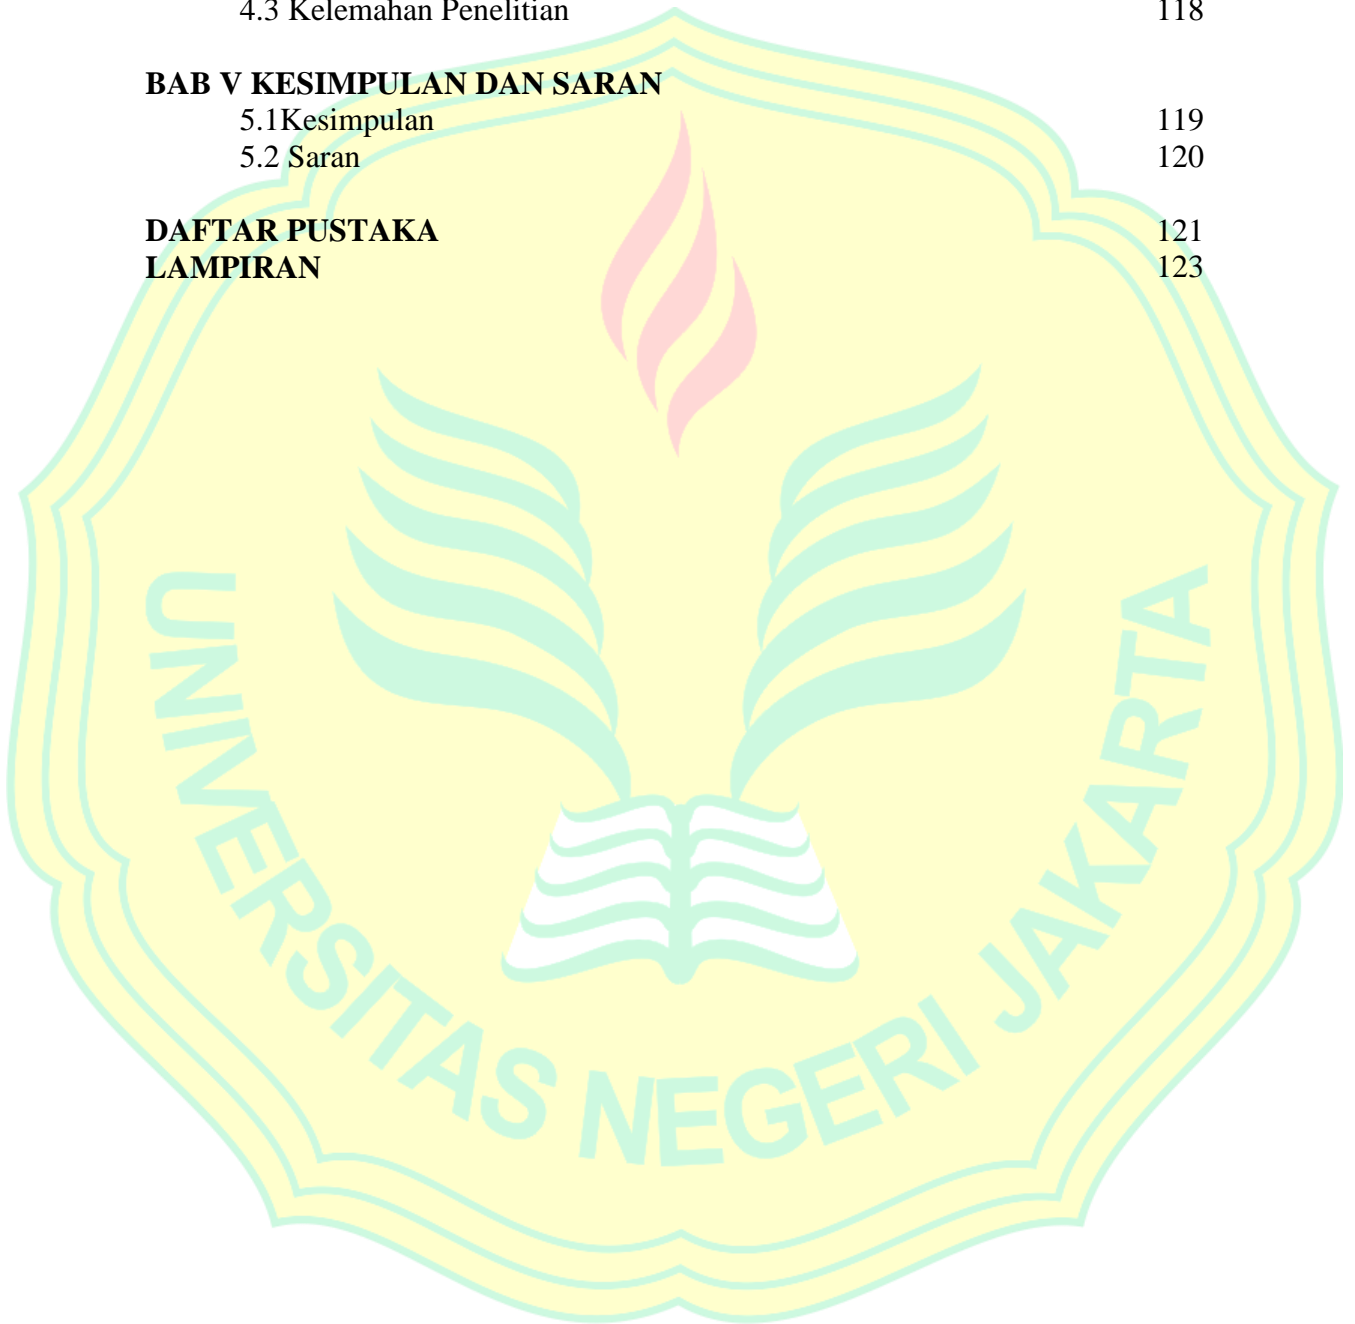 4.3 Kelemahan Penelitian 118
BAB V KESIMPULAN DAN SARAN
5.1Kesimpulan 119
5.2 Saran 120
DAFTAR PUSTAKA 121
LAMPIRAN 123
UNIVERSITAS NEGERI JAKARTA